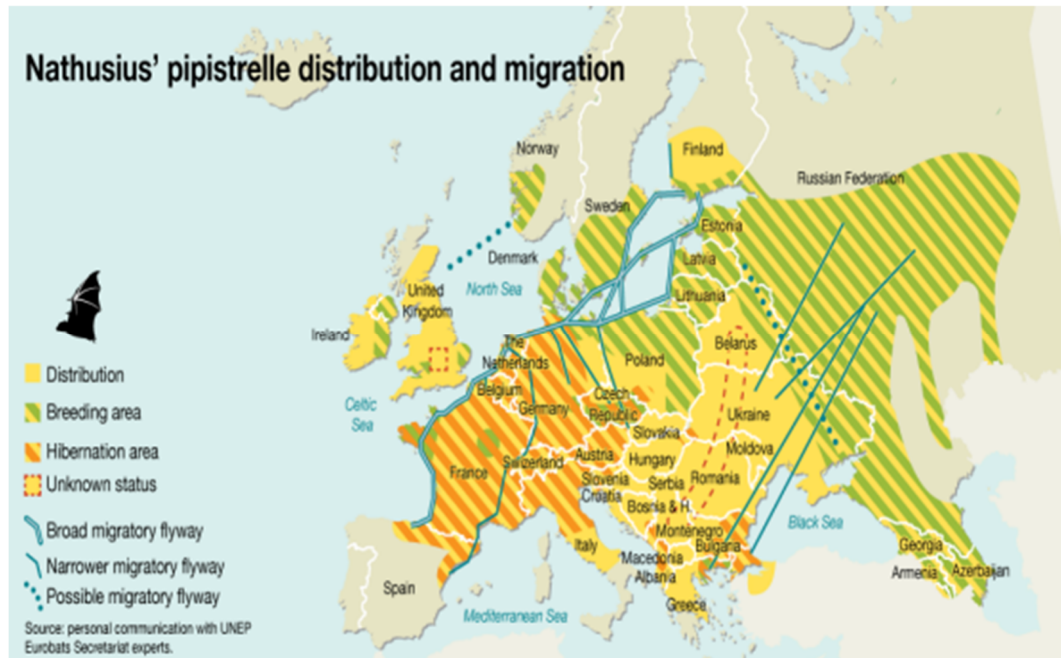 Nathusius' pipistrelle distribution and migration
Norway
Finland
Russian Federation
Sweden
Estonia
Denmark
Latvia
North Sea
United
Kingdom
Lithuania
Ireland
The
Netherlands
Belarus
Poland
Belgium
Germany
Czech
Republic
Celtic
Sea
Ukraine
Slovakia
Moldova
France
Switzerland
Austria
Hungary
Slovenia
Croatia
Serbia
Romania
Bosnia & H.
Montenegro
Black Sea
Italy
Bulgaria
Macedonia
Albania
Georgia
Armenia
Azerbaijan
Spain
Greece
Mediterranean Sea
Distribution
Breeding area
Hibernation area
Unknown status
Broad migratory flyway
Narrower migratory flyway
Possible migratory flyway
Source: personal communication with UNEP
Eurobats Secretariat experts.